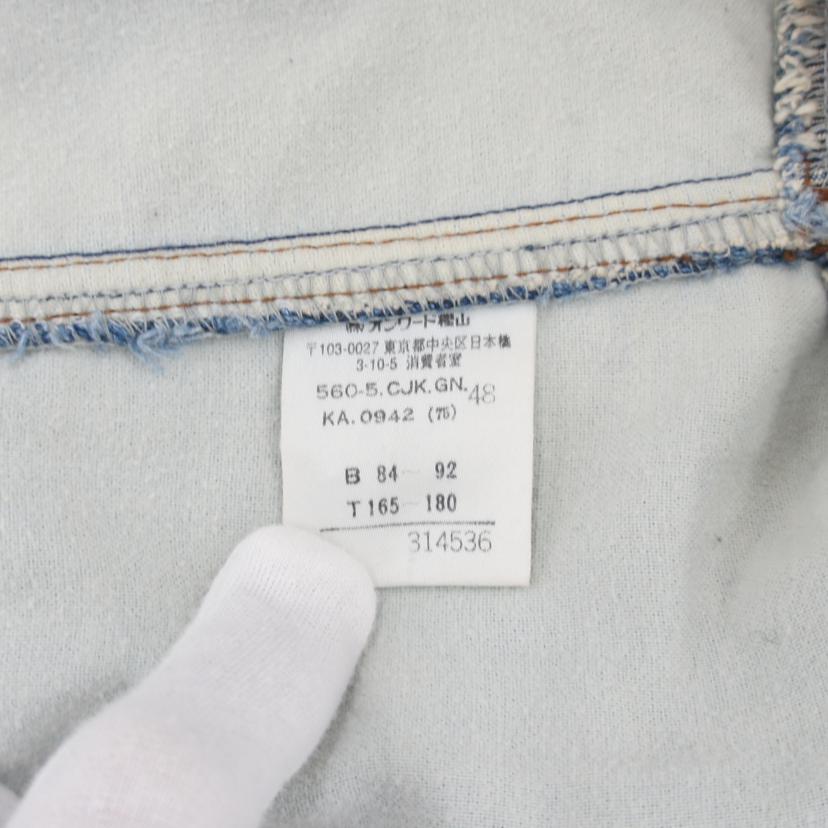 (株)オンワード樫山
〒103-0027 東京都中央区日本橋
3-10-5 消費者室
560-5.CJK.GN.48
KA.0942 (75)
B 84- 92
T 165- 180
314536